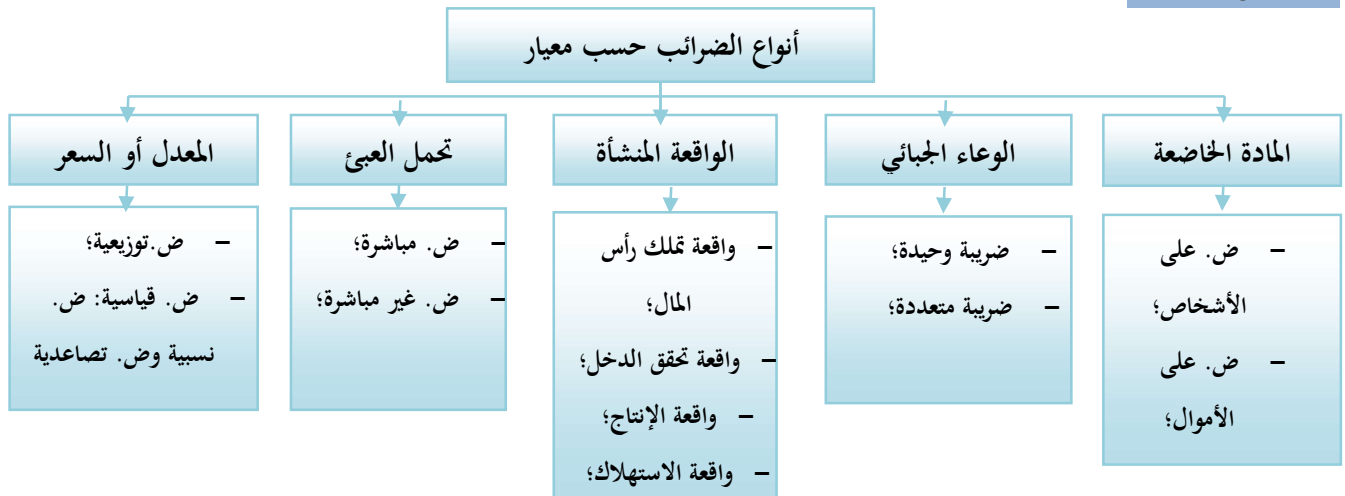 أنواع الضرائب حسب معيار
المادة الخاضعة
الوعاء الجبائي
الواقعة المنشأة
تحمل العبئ
المعدل أو السعر
– ض. على
الأشخاص؛
– ض. على
الأموال؛
– ضريبة وحيدة؛
– ضريبة متعددة؛
– واقعة تملك رأس
المال؛
– واقعة تحقق الدخل؛
– واقعة الإنتاج؛
– واقعة الاستهلاك؛
– ض. مباشرة؛
– ض. غير مباشرة؛
– ض.توزيعية؛
– ض. قياسية: ض.
نسبية وض. تصاعدية